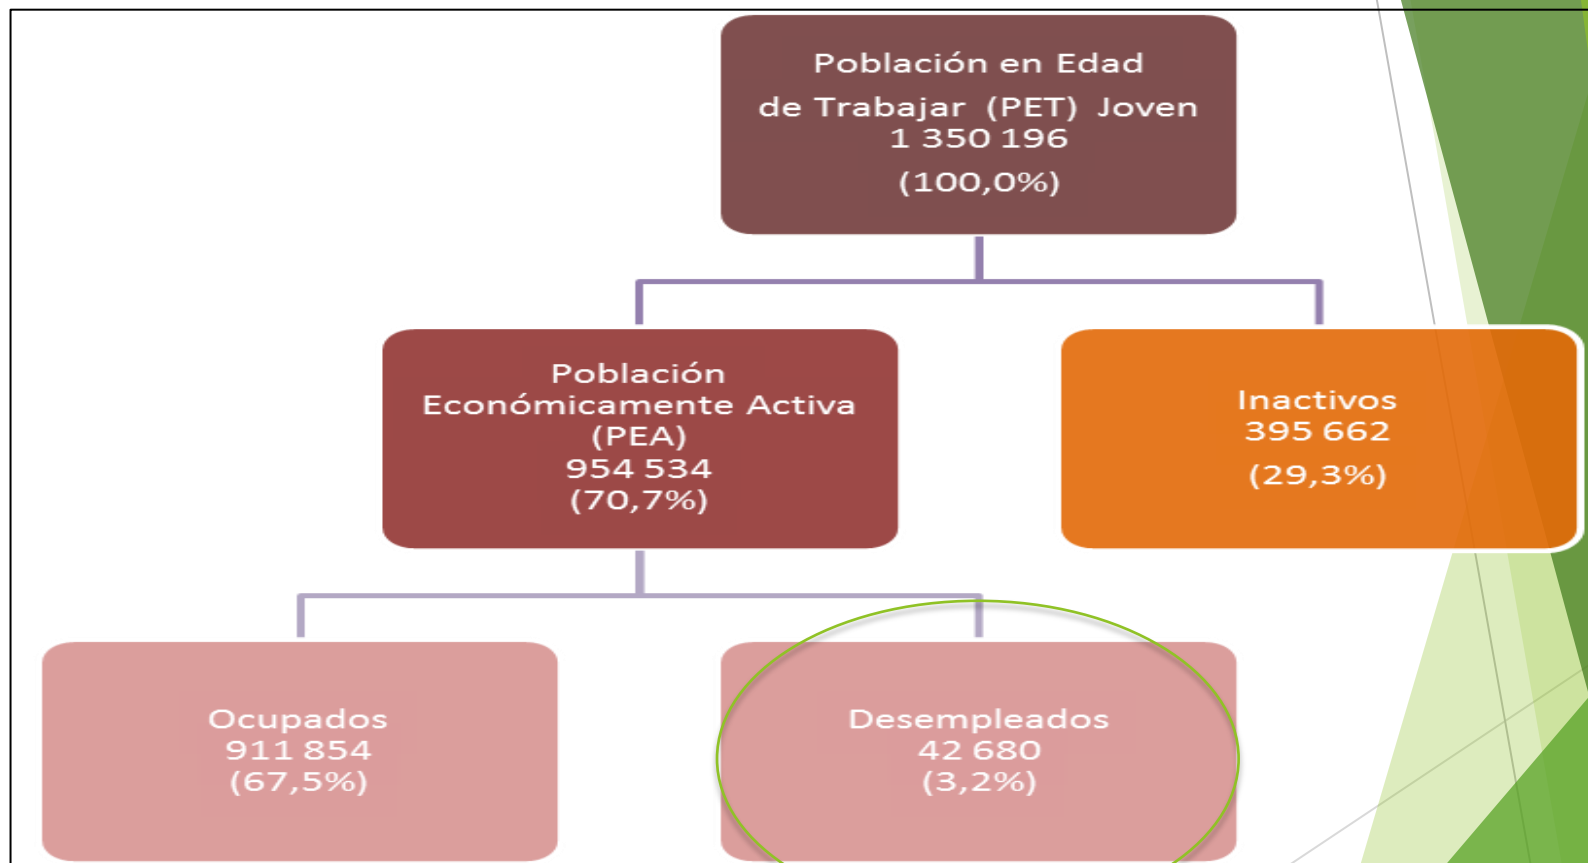 Población en Edad
de Trabajar (PET) Joven
1 350 196
(100,0%)
Población
Económicamente Activa
(PEA)
954 534
(70,7%)
Inactivos
395 662
(29,3%)
Ocupados
911 854
(67,5%)
Desempleados
42 680
(3,2%)